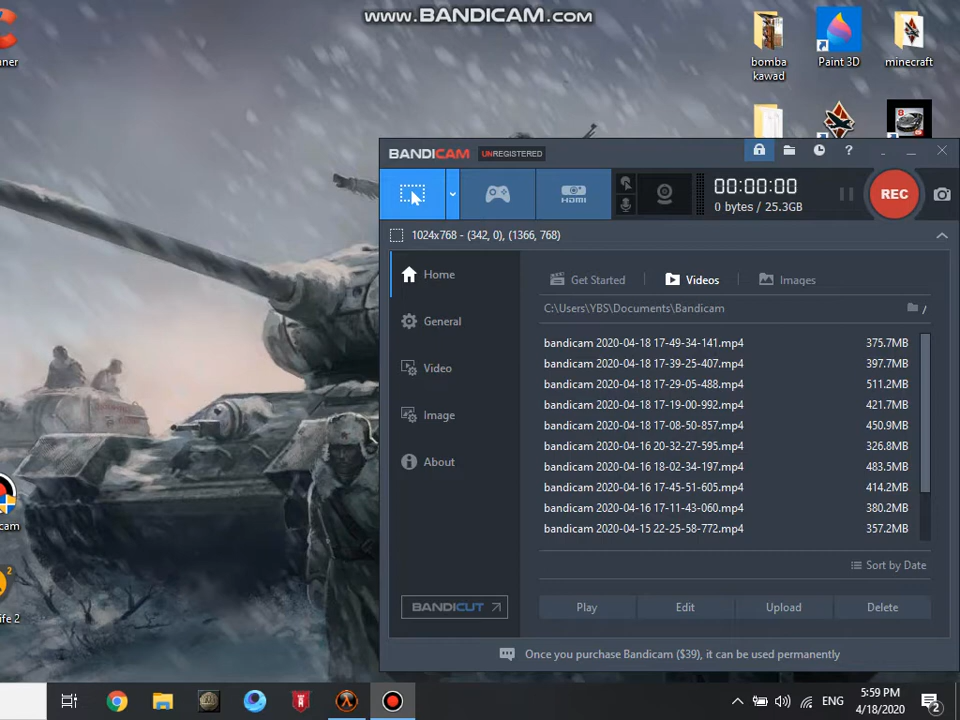 www.BANDICAM.com
nner
bomba
kawad
Paint 3D
minecraft
BANDICAM UNREGISTERED
?
HDMI
00:00:00
0 bytes / 25.3GB
REC
1024x768 - (342, 0), (1366, 768)
Home
General
Video
Image
About
BANDICUT
Get Started
Videos
Images
C:\Users\YBS\Documents\Bandicam
/
bandicam 2020-04-18 17-49-34-141.mp4 375.7MB
bandicam 2020-04-18 17-39-25-407.mp4 397.7MB
bandicam 2020-04-18 17-29-05-488.mp4 511.2MB
bandicam 2020-04-18 17-19-00-992.mp4 421.7MB
bandicam 2020-04-18 17-08-50-857.mp4 450.9MB
bandicam 2020-04-16 20-32-27-595.mp4 326.8MB
bandicam 2020-04-16 18-02-34-197.mp4 483.5MB
bandicam 2020-04-16 17-45-51-605.mp4 414.2MB
bandicam 2020-04-16 17-11-43-060.mp4 380.2MB
bandicam 2020-04-15 22-25-58-772.mp4 357.2MB
Sort by Date
Play Edit Upload Delete
Once you purchase Bandicam ($39), it can be used permanently
cam
2
ife 2
ENG
5:59 PM
4/18/2020
2